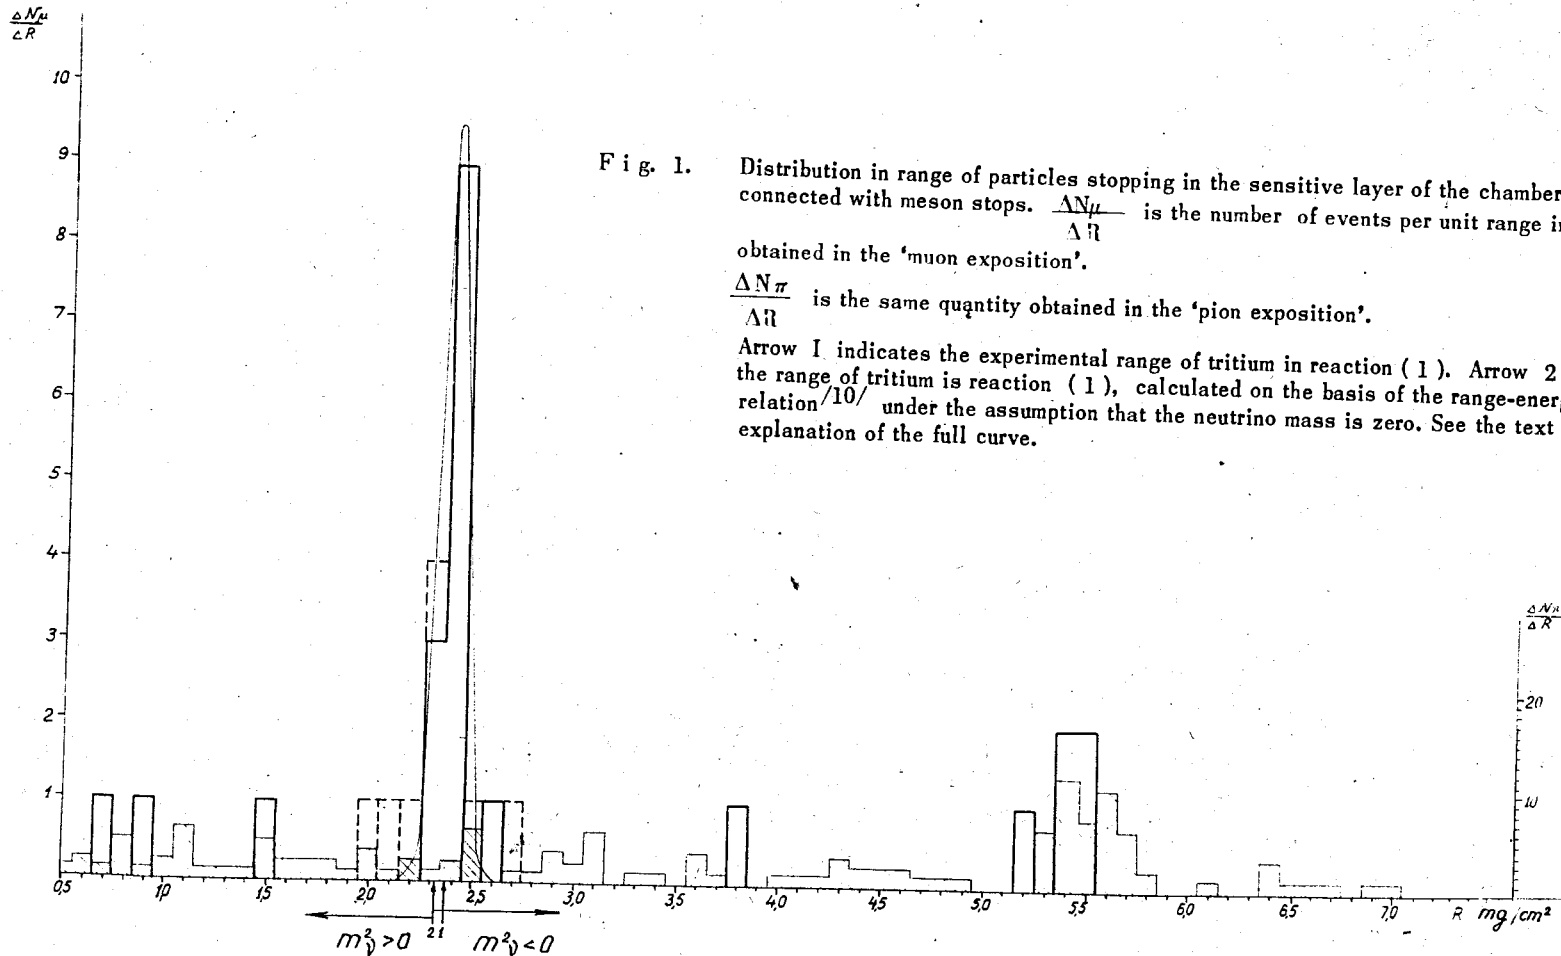 ΔNμ
ΔR
10
9
8
7
6
5
4
3
2
1
Fig. 1. Distribution in range of particles stopping in the sensitive layer of the chamber
connected with meson stops. ΔNμ/ΔR is the number of events per unit range
obtained in the 'muon exposition'.
ΔNπ/ΔR is the same quantity obtained in the 'pion exposition'.
Arrow I indicates the experimental range of tritium in reaction ( 1 ). Arrow 2
the range of tritium is reaction ( 1 ), calculated on the basis of the range-ener
relation/10/ under the assumption that the neutrino mass is zero. See the text
explanation of the full curve.
ΔNπ
ΔR
20
10
0,5 1,0 1,5 2,0 2,5 3,0 3,5 4,0 4,5 5,0 5,5 6,0 6,5 7,0 R mg/cm²
m²ν>0 2 1 m²ν<0